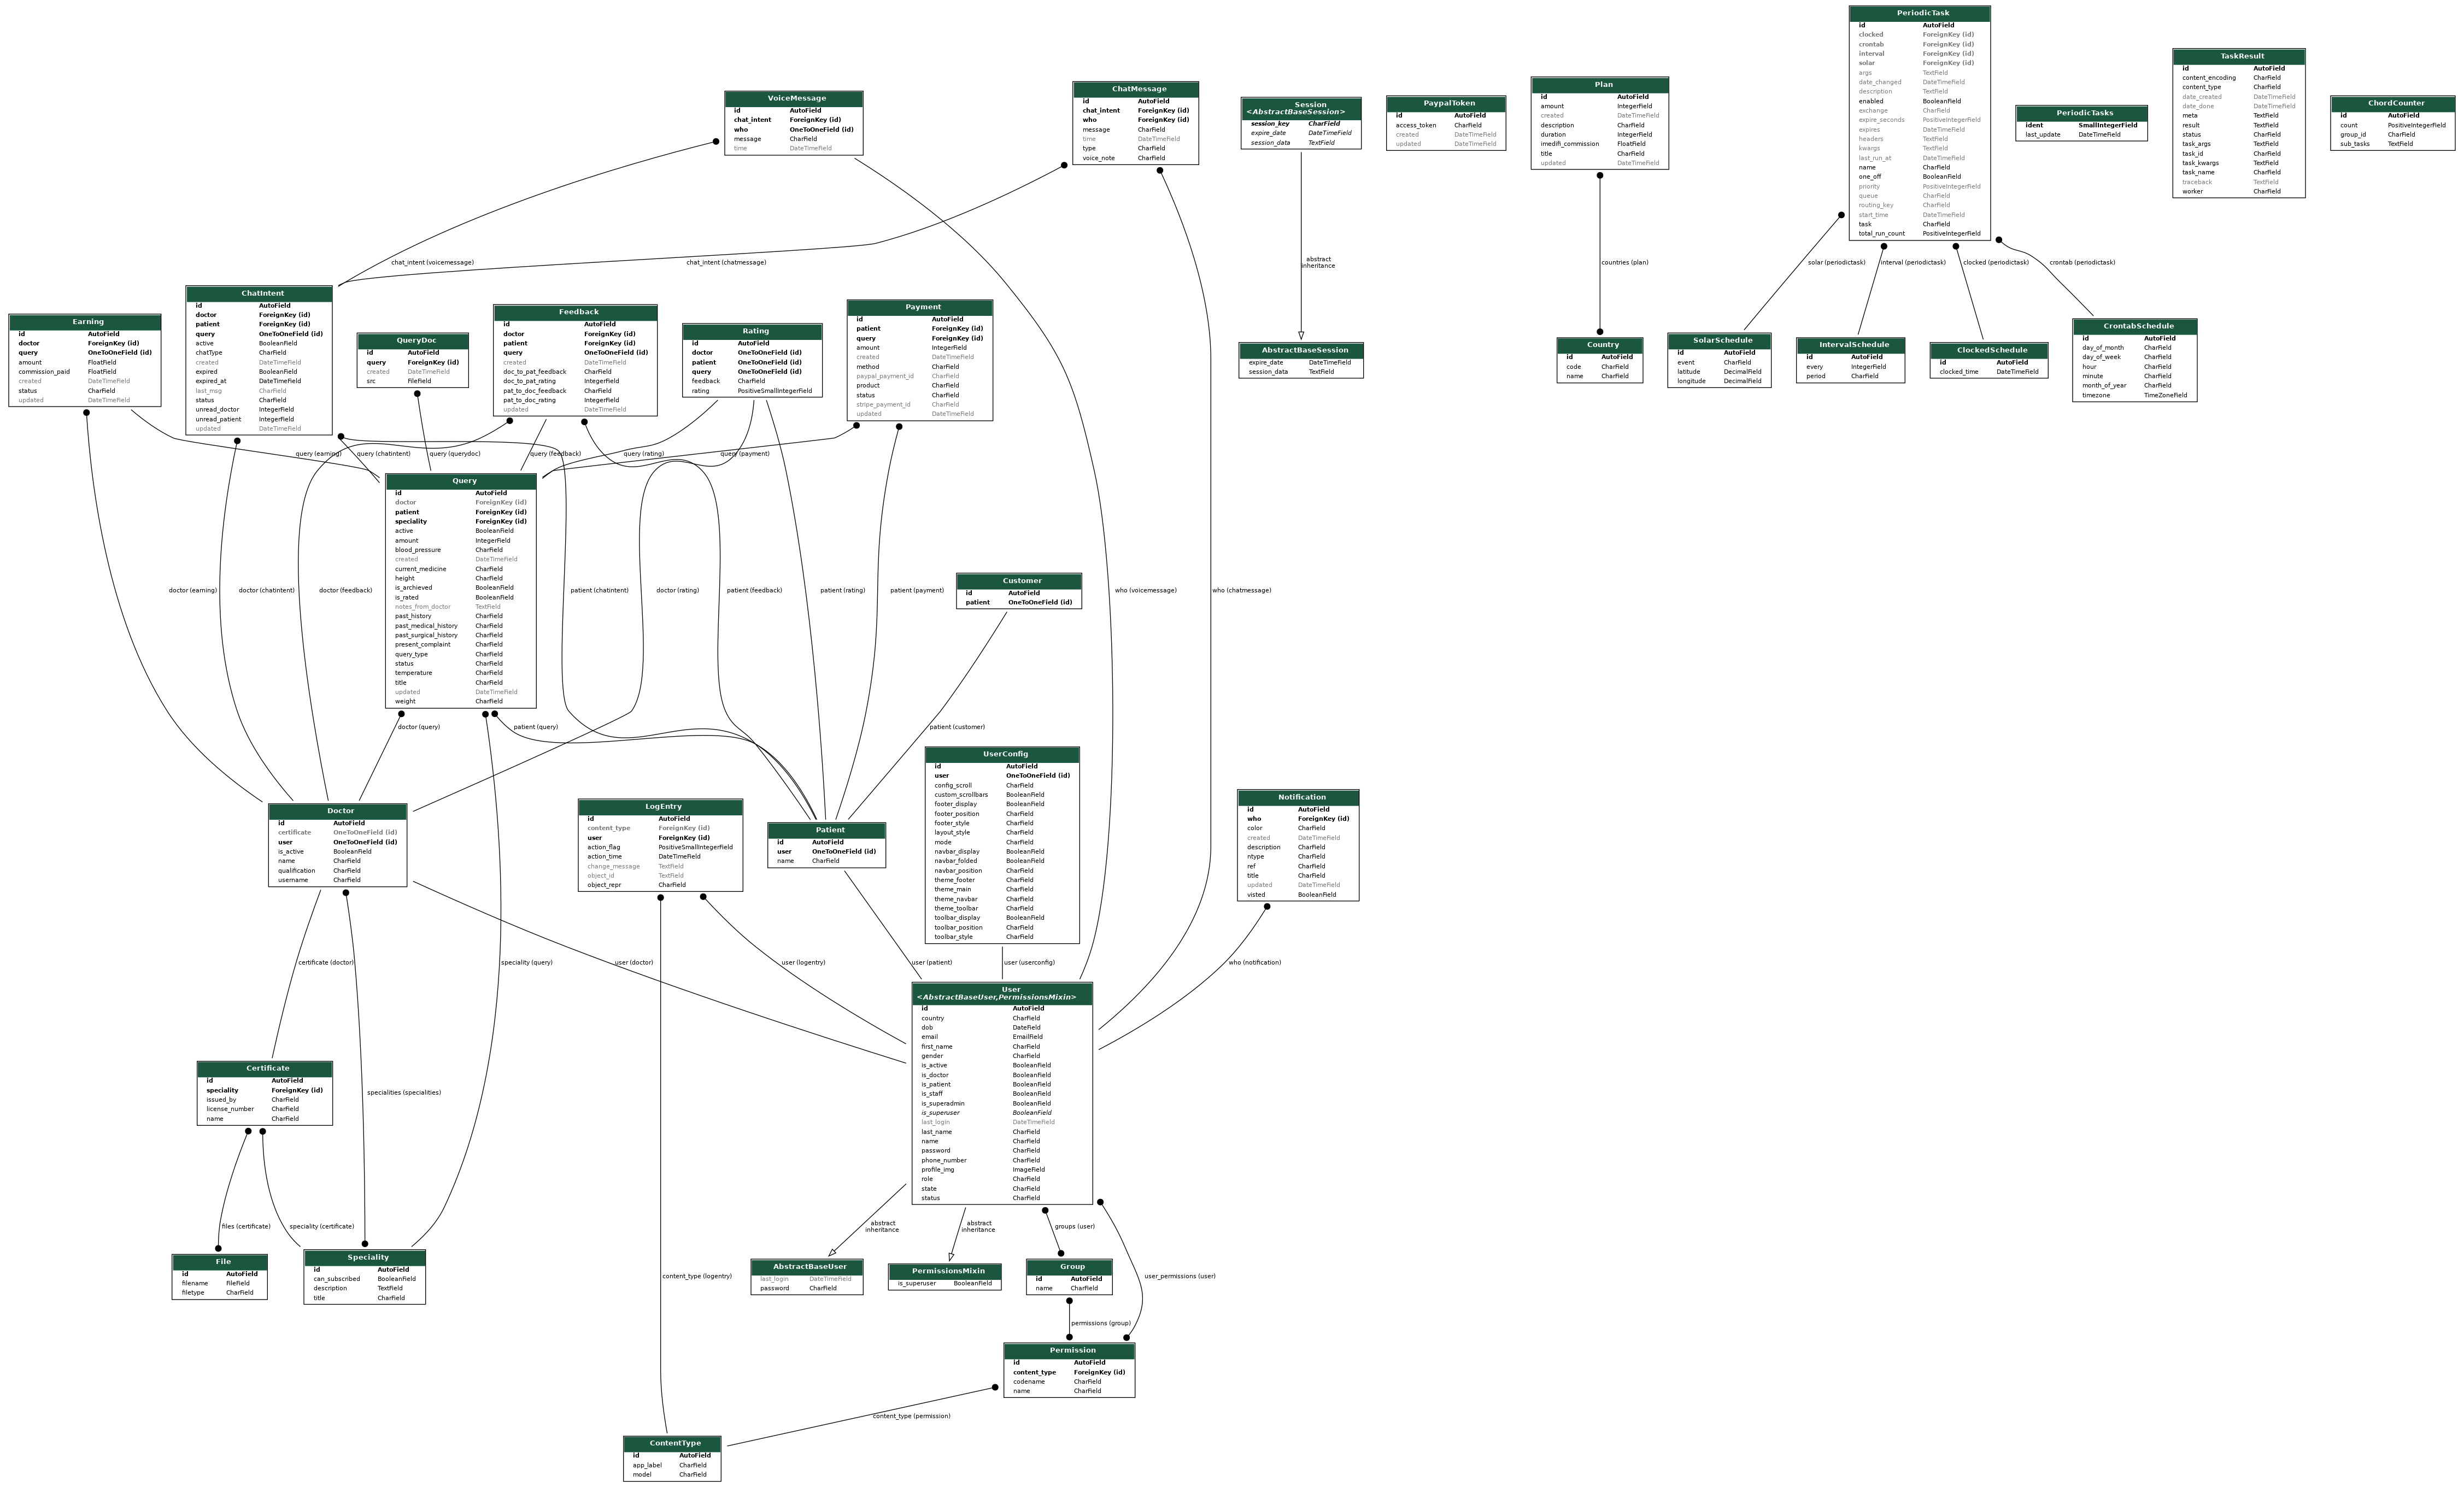 PeriodicTask
id AutoField
clocked ForeignKey (id)
crontab ForeignKey (id)
interval ForeignKey (id)
solar ForeignKey (id)
args TextField
date_changed DateTimeField
description TextField
enabled BooleanField
exchange CharField
expire_seconds PositiveIntegerField
expires DateTimeField
headers TextField
kwargs TextField
last_run_at DateTimeField
name CharField
one_off BooleanField
priority PositiveIntegerField
queue CharField
routing_key CharField
start_time DateTimeField
task CharField
total_run_count PositiveIntegerField
TaskResult
id AutoField
content_encoding CharField
content_type CharField
date_created DateTimeField
date_done DateTimeField
meta TextField
result TextField
status CharField
task_args TextField
task_id CharField
task_kwargs TextField
task_name CharField
traceback TextField
worker CharField
VoiceMessage
id AutoField
chat_intent ForeignKey (id)
who OneToOneField (id)
message CharField
time DateTimeField
ChatMessage
id AutoField
chat_intent ForeignKey (id)
who ForeignKey (id)
message CharField
time DateTimeField
type CharField
voice_note CharField
Session
<AbstractBaseSession>
session_key CharField
expire_date DateTimeField
session_data TextField
PaypalToken
id AutoField
access_token CharField
created DateTimeField
updated DateTimeField
Plan
id AutoField
amount IntegerField
created DateTimeField
description CharField
duration IntegerField
imedifi_commission FloatField
title CharField
updated DateTimeField
PeriodicTasks
ident SmallIntegerField
last_update DateTimeField
ChordCounter
id AutoField
count PositiveIntegerField
group_id CharField
sub_tasks TextField
chat_intent (voicemessage)
chat_intent (chatmessage)
abstract
inheritance
countries (plan)
solar (periodictask)
interval (periodictask)
clocked (periodictask)
crontab (periodictask)
Earning
id AutoField
doctor ForeignKey (id)
query OneToOneField (id)
amount FloatField
commission_paid FloatField
created DateTimeField
status CharField
updated DateTimeField
ChatIntent
id AutoField
doctor ForeignKey (id)
patient ForeignKey (id)
query OneToOneField (id)
active BooleanField
chatType CharField
created DateTimeField
expired BooleanField
expired_at DateTimeField
last_msg CharField
status CharField
unread_doctor IntegerField
unread_patient IntegerField
updated DateTimeField
QueryDoc
id AutoField
query ForeignKey (id)
created DateTimeField
src FileField
Feedback
id AutoField
doctor ForeignKey (id)
patient ForeignKey (id)
query OneToOneField (id)
created DateTimeField
doc_to_pat_feedback CharField
doc_to_pat_rating IntegerField
pat_to_doc_feedback CharField
pat_to_doc_rating IntegerField
updated DateTimeField
Rating
id AutoField
doctor OneToOneField (id)
patient OneToOneField (id)
query OneToOneField (id)
feedback CharField
rating PositiveSmallIntegerField
Payment
id AutoField
patient ForeignKey (id)
query ForeignKey (id)
amount IntegerField
created DateTimeField
method CharField
paypal_payment_id CharField
product CharField
status CharField
stripe_payment_id CharField
updated DateTimeField
AbstractBaseSession
expire_date DateTimeField
session_data TextField
Country
id AutoField
code CharField
name CharField
SolarSchedule
id AutoField
event CharField
latitude DecimalField
longitude DecimalField
IntervalSchedule
id AutoField
every IntegerField
period CharField
ClockedSchedule
id AutoField
clocked_time DateTimeField
CrontabSchedule
id AutoField
day_of_month CharField
day_of_week CharField
hour CharField
minute CharField
month_of_year CharField
timezone TimeZoneField
query (earning)
query (chatintent)
query (querydoc)
query (feedback)
query (rating)
query (payment)
Query
id AutoField
doctor ForeignKey (id)
patient ForeignKey (id)
speciality ForeignKey (id)
active BooleanField
amount IntegerField
blood_pressure CharField
created DateTimeField
current_medicine CharField
height CharField
is_archieved BooleanField
is_rated BooleanField
notes_from_doctor TextField
past_history CharField
past_medical_history CharField
past_surgical_history CharField
present_complaint CharField
query_type CharField
status CharField
temperature CharField
title CharField
updated DateTimeField
weight CharField
doctor (earning)
doctor (chatintent)
doctor (feedback)
patient (chatintent)
doctor (rating)
patient (feedback)
patient (rating)
patient (payment)
Customer
id AutoField
patient OneToOneField (id)
who (voicemessage)
who (chatmessage)
doctor (query)
patient (query)
patient (customer)
Doctor
id AutoField
certificate OneToOneField (id)
user OneToOneField (id)
is_active BooleanField
name CharField
qualification CharField
username CharField
LogEntry
id AutoField
content_type ForeignKey (id)
user ForeignKey (id)
action_flag PositiveSmallIntegerField
action_time DateTimeField
change_message TextField
object_id TextField
object_repr CharField
Patient
id AutoField
user OneToOneField (id)
name CharField
UserConfig
id AutoField
user OneToOneField (id)
config_scroll CharField
custom_scrollbars BooleanField
footer_display BooleanField
footer_position CharField
footer_style CharField
layout_style CharField
mode CharField
navbar_display BooleanField
navbar_folded BooleanField
navbar_position CharField
theme_footer CharField
theme_main CharField
theme_navbar CharField
theme_toolbar CharField
toolbar_display BooleanField
toolbar_position CharField
toolbar_style CharField
Notification
id AutoField
who ForeignKey (id)
color CharField
created DateTimeField
description CharField
ntype CharField
ref CharField
title CharField
updated DateTimeField
visted BooleanField
certificate (doctor)
speciality (query)
user (doctor)
user (logentry)
user (patient)
user (userconfig)
who (notification)
User
<AbstractBaseUser,PermissionsMixin>
id AutoField
country CharField
dob DateField
email EmailField
first_name CharField
gender CharField
is_active BooleanField
is_doctor BooleanField
is_patient BooleanField
is_staff BooleanField
is_superadmin BooleanField
is_superuser BooleanField
last_login DateTimeField
last_name CharField
name CharField
password CharField
phone_number CharField
profile_img ImageField
role CharField
state CharField
status CharField
Certificate
id AutoField
speciality ForeignKey (id)
issued_by CharField
license_number CharField
name CharField
specialities (specialities)
files (certificate)
speciality (certificate)
abstract
inheritance
abstract
inheritance
groups (user)
user_permissions (user)
File
id AutoField
filename FileField
filetype CharField
Speciality
id AutoField
can_subscribed BooleanField
description TextField
title CharField
content_type (logentry)
AbstractBaseUser
last_login DateTimeField
password CharField
PermissionsMixin
is_superuser BooleanField
Group
id AutoField
name CharField
permissions (group)
Permission
id AutoField
content_type ForeignKey (id)
codename CharField
name CharField
content_type (permission)
ContentType
id AutoField
app_label CharField
model CharField